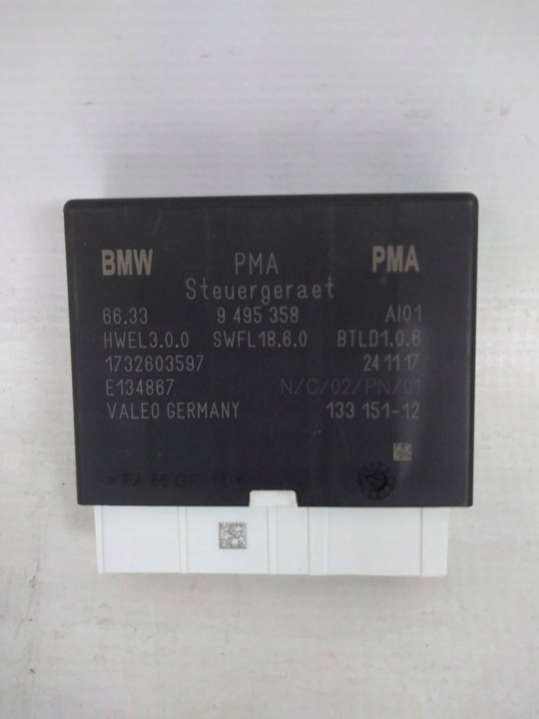 BMW PMA PMA
Steuergeraet
66.33 9 495 358 AI01
HWEL3.0.0 SWFL18.6.0 BTLD1.0.6
1732603597 24 11 17
E134867 N/C/02/PN/01
VALEO GERMANY 133 151-12